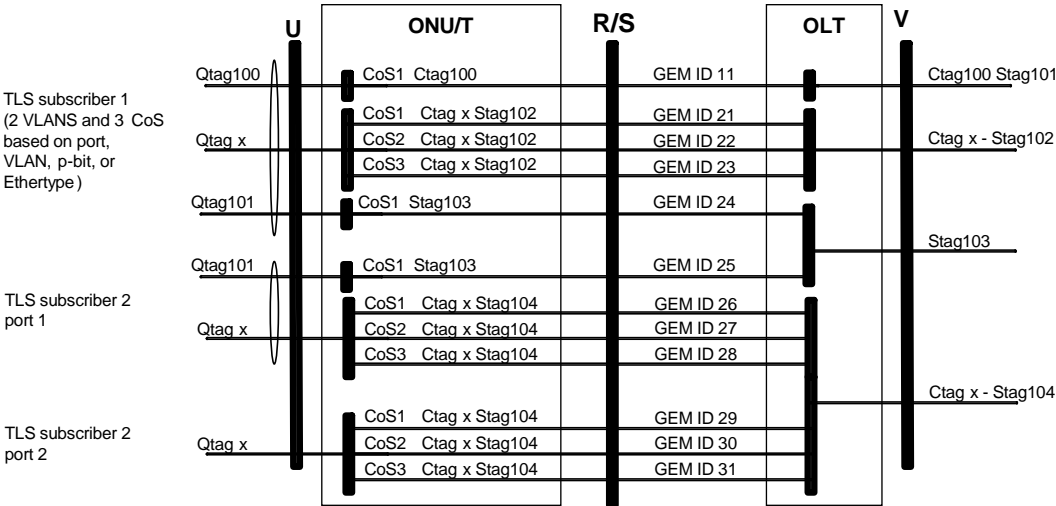 U
ONU/T
R/S
OLT
V
Qtag100
CoS1 Ctag100
GEM ID 11
Ctag100 Stag101
TLS subscriber 1
(2 VLANS and 3 CoS
based on port,
VLAN, p-bit, or
Ethertype)
CoS1 Ctag x Stag102
GEM ID 21
Qtag x
CoS2 Ctag x Stag102
GEM ID 22
Ctag x - Stag102
CoS3 Ctag x Stag102
GEM ID 23
Qtag101
CoS1 Stag103
GEM ID 24
Stag103
Qtag101
CoS1 Stag103
GEM ID 25
TLS subscriber 2
port 1
CoS1 Ctag x Stag104
GEM ID 26
Qtag x
CoS2 Ctag x Stag104
GEM ID 27
CoS3 Ctag x Stag104
GEM ID 28
Ctag x - Stag104
TLS subscriber 2
port 2
CoS1 Ctag x Stag104
GEM ID 29
Qtag x
CoS2 Ctag x Stag104
GEM ID 30
CoS3 Ctag x Stag104
GEM ID 31